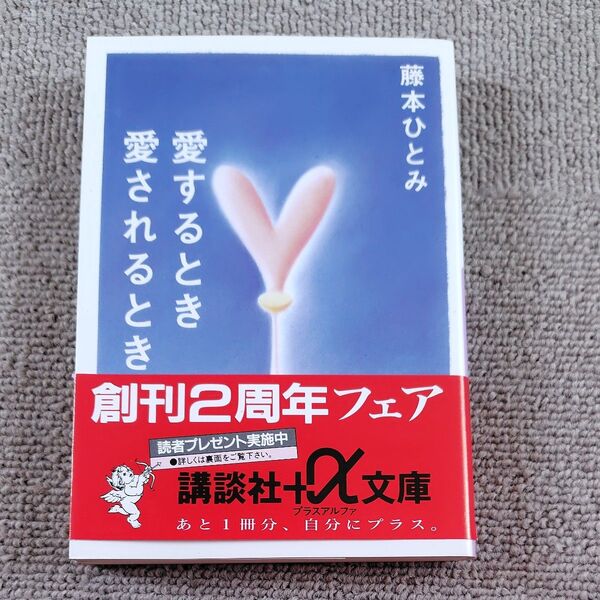 藤本ひとみ
愛するとき
愛されるとき
創刊2周年フェア
読者プレゼント実施中
●詳しくは裏面をご覧下さい。
講談社+α文庫
プラスアルファ
あと1冊分、自分にプラス。